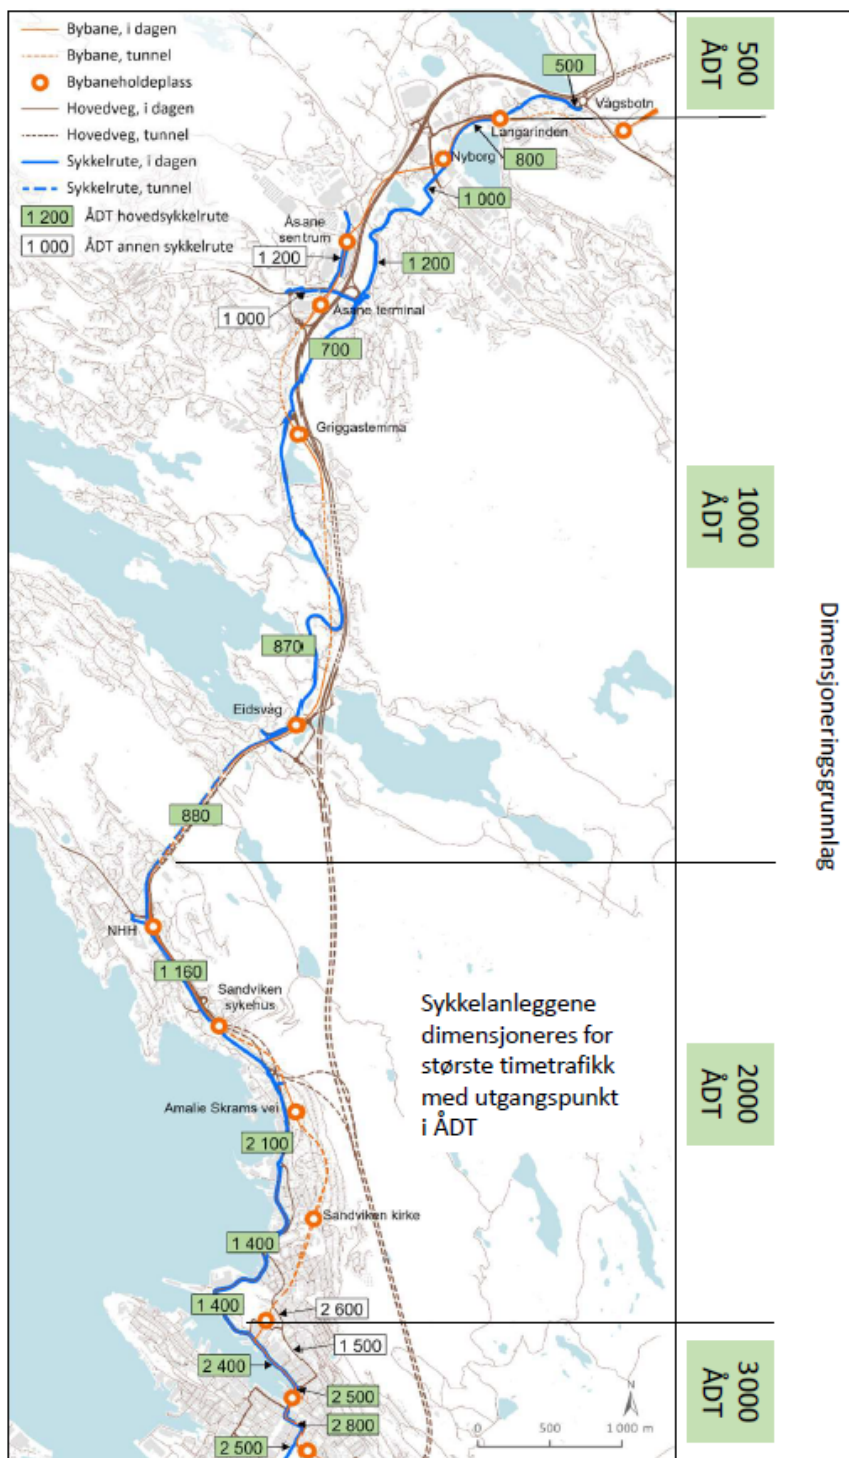 Bybane, i dagen
Bybane, tunnel
Bybaneholdeplass
Hovedveg, i dagen
Hovedveg, tunnel
Sykkelrute, i dagen
Sykkelrute, tunnel
1 200 ÅDT hovedsykkelrute
1 000 ÅDT annen sykkelrute
500
Vågsbotn
Langarinden
800
Nyborg
1 000
Åsane
sentrum
1 200
1 200
1 000
Åsane terminal
700
Griggastemma
870
Eidsvåg
880
NHH
1 160
Sandviken
sykehus
Amalie Skrams vei
2 100
Sandviken kirke
1 400
1 400
2 600
1 500
2 400
2 500
2 800
2 500
Sykkelanleggene
dimensjoneres for
største timetrafikk
med utgangspunkt
i ÅDT
N
0 500 1 000 m
500
ÅDT
1000
ÅDT
2000
ÅDT
3000
ÅDT
Dimensjoneringsgrunnlag